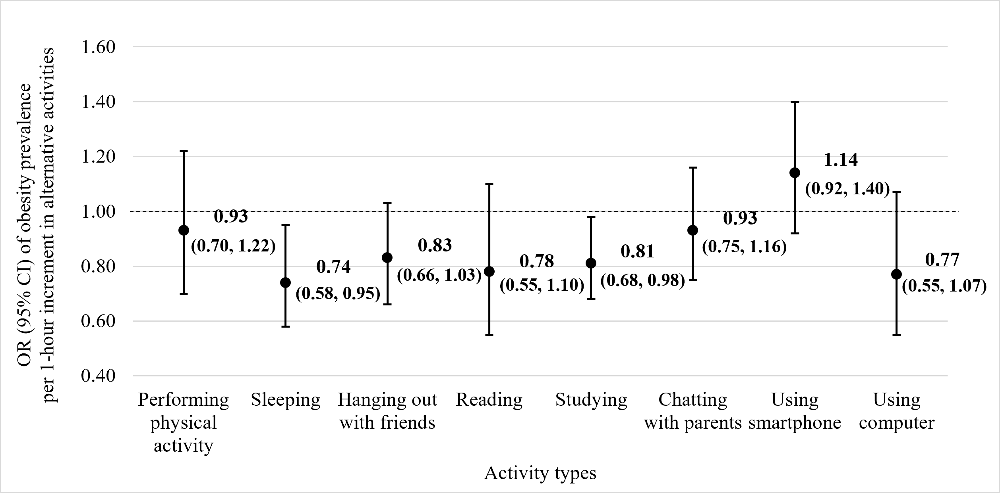 OR (95% CI) of obesity prevalence
per 1-hour increment in alternative activities
1.60
1.40
1.20
1.00
0.80
0.60
0.40
0.93
(0.70, 1.22)
0.74
(0.58, 0.95)
0.83
(0.66, 1.03)
0.78
(0.55, 1.10)
0.81
(0.68, 0.98)
0.93
(0.75, 1.16)
1.14
(0.92, 1.40)
0.77
(0.55, 1.07)
Performing
physical
activity
Sleeping
Hanging out
with friends
Reading
Studying
Chatting
with parents
Using
smartphone
Using
computer
Activity types